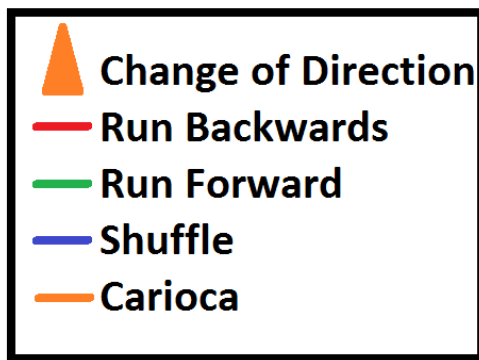 Change of Direction
Run Backwards
Run Forward
Shuffle
Carioca